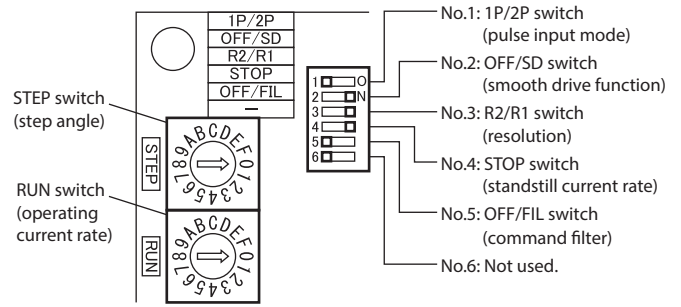 1P/2P
OFF/SD
R2/R1
STOP
OFF/FIL
—
No.1: 1P/2P switch
(pulse input mode)
No.2: OFF/SD switch
(smooth drive function)
No.3: R2/R1 switch
(resolution)
No.4: STOP switch
(standstill current rate)
No.5: OFF/FIL switch
(command filter)
No.6: Not used.
1 O
2 N
3
4
5
6
STEP switch
(step angle)
STEP
0123456789ABCDEF
RUN switch
(operating
current rate)
RUN
0123456789ABCDEF